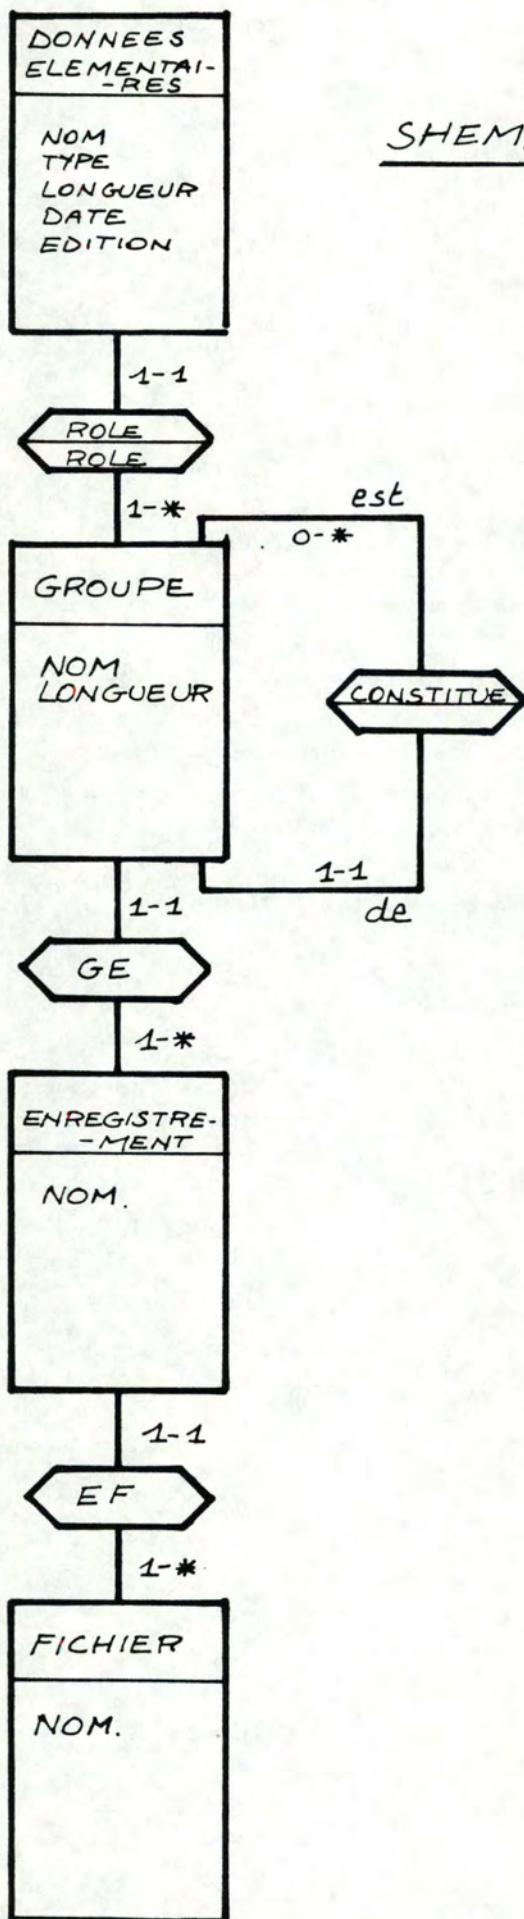 DONNEES
ELEMENTAI-
-RES
NOM
TYPE
LONGUEUR
DATE
EDITION
SHEM
1-1
ROLE
ROLE
1-*
est
0-*
GROUPE
NOM
LONGUEUR
CONSTITUE
1-1
de
1-1
GE
1-*
ENREGISTRE-
-MENT
NOM.
1-1
EF
1-*
FICHIER
NOM.